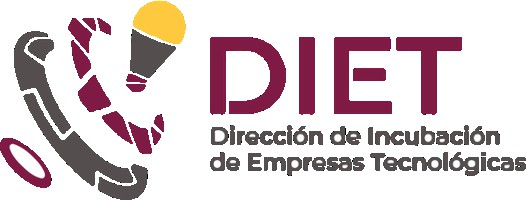 DIET
Dirección de Incubación
de Empresas Tecnológicas